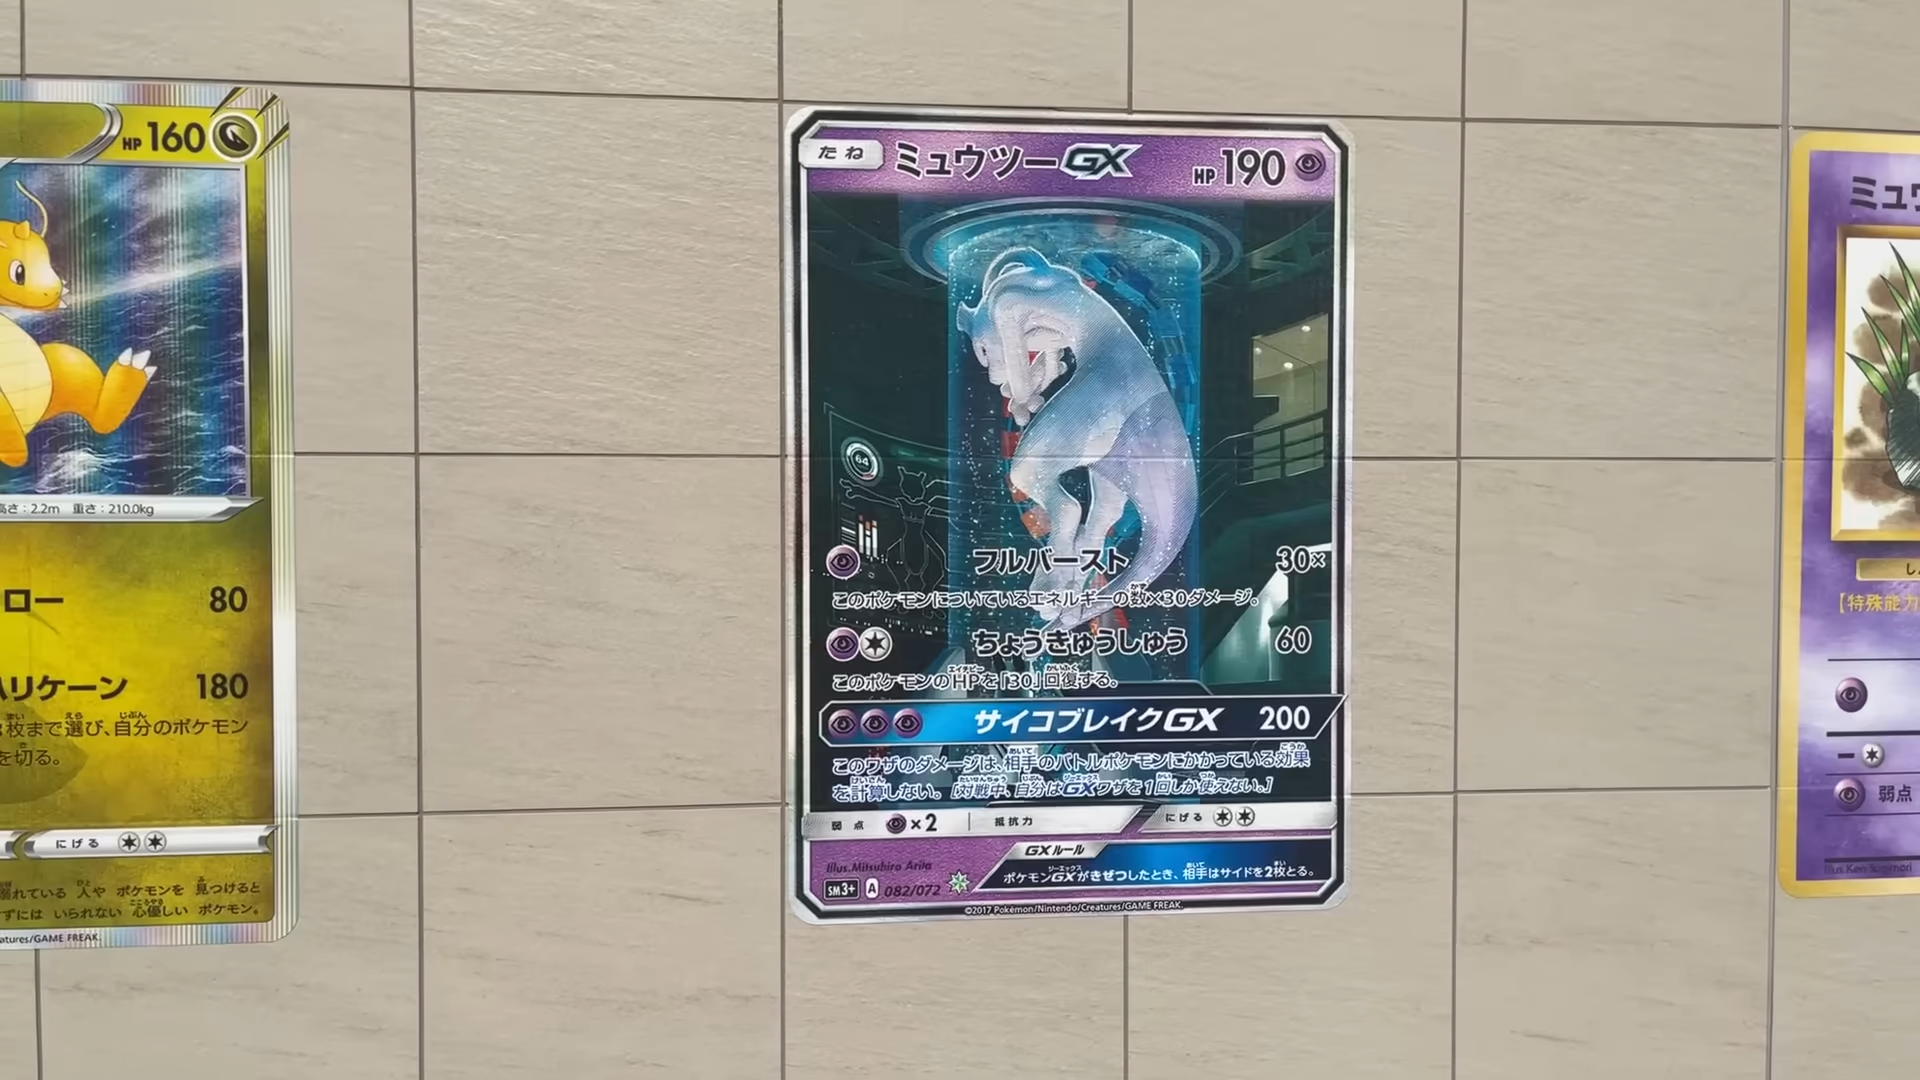 HP 160
高さ:2.2m 重さ:210.0kg
ロー 80
ハリケーン 180
枚まで選び、自分のポケモン
を切る。
にげる
溺れている 人や ポケモンを 見つけると
ずには いられない 心優しい ポケモン。
atures/GAME FREAK.
たね ミュウツーGX HP 190
64
フルバースト 30×
このポケモンについているエネルギーの数×30ダメージ。
ちょうきゅうしゅう 60
このポケモンのHPを「30」回復する。
サイコブレイクGX 200
このワザのダメージは、相手のバトルポケモンにかかっている効果
を計算しない。[対戦中、自分はGXワザを1回しか使えない。]
弱点 ×2 抵抗力 にげる
GXルール
ポケモンGXがきぜつしたとき、相手はサイドを2枚とる。
Illus.Mitsuhiro Arita
SM3+ A 082/072
©2017 Pokémon/Nintendo/Creatures/GAME FREAK.
ミュウ
【特殊能力
弱点
Illus.Ken Sugimori